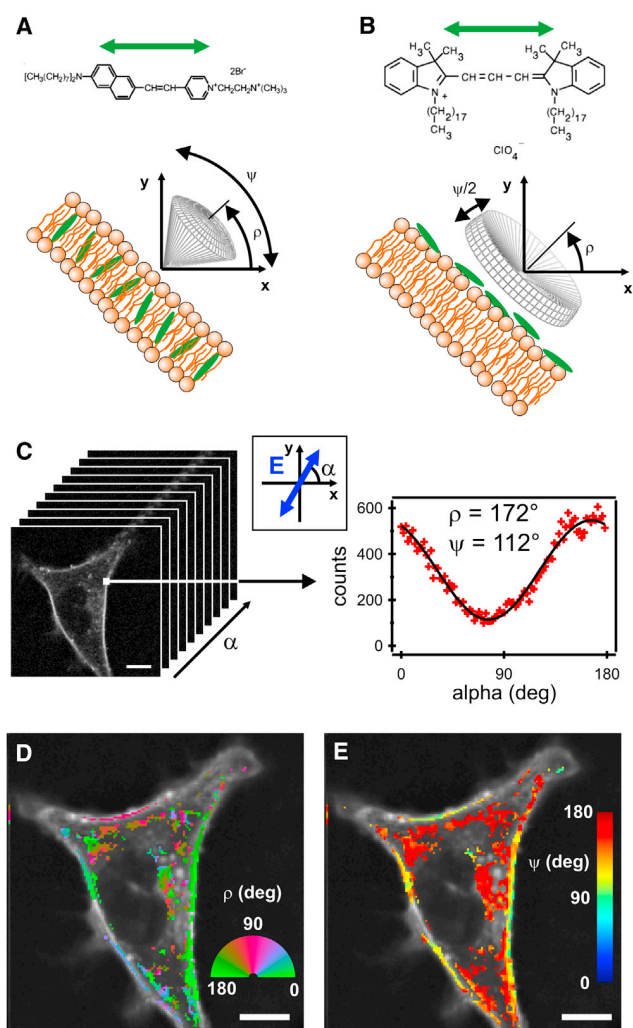 A
[CH3(CH2)7]2N
2Br-
N+-CH2CH2N+(CH3)3
y
ψ
ρ
x
B
H3C
CH3
H3C
CH3
C=C-C
N
+
N
(CH2)17
CH3
(CH2)17
CH3
ClO4-
y
ψ/2
ρ
x
C
α
y
E
α
x
ρ = 172°
ψ = 112°
counts
600
400
200
0
0
90
180
alpha (deg)
D
ρ (deg)
90
180
0
E
180
ψ
(deg)
90
0